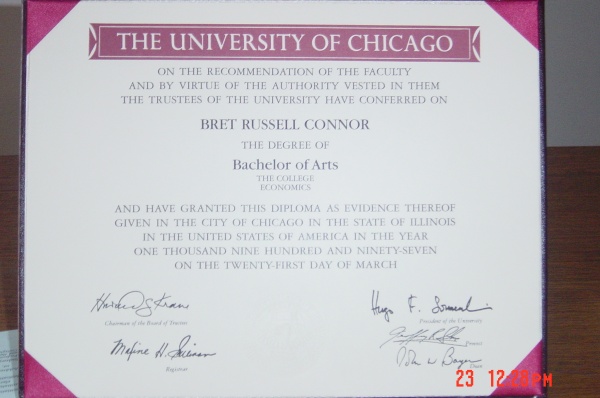 THE UNIVERSITY OF CHICAGO
ON THE RECOMMENDATION OF THE FACULTY
AND BY VIRTUE OF THE AUTHORITY VESTED IN THEM
THE TRUSTEES OF THE UNIVERSITY HAVE CONFERRED ON
BRET RUSSELL CONNOR
THE DEGREE OF
Bachelor of Arts
THE COLLEGE
ECONOMICS
AND HAVE GRANTED THIS DIPLOMA AS EVIDENCE THEREOF
GIVEN IN THE CITY OF CHICAGO IN THE STATE OF ILLINOIS
IN THE UNITED STATES OF AMERICA IN THE YEAR
ONE THOUSAND NINE HUNDRED AND NINETY-SEVEN
ON THE TWENTY-FIRST DAY OF MARCH
Chairman of the Board of Trustees
President of the University
Provost
Registrar
Dean
23 12:29PM